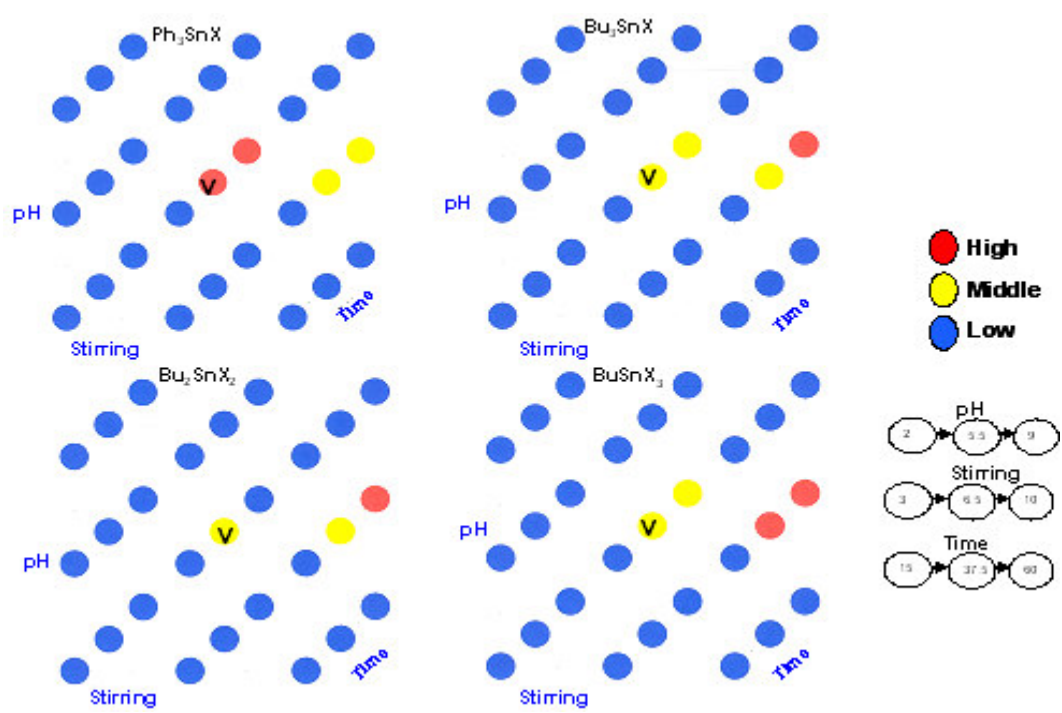 Ph₃SnX
Bu₃SnX
V
V
pH
pH
High
Middle
Low
Time
Time
Stirring
Stirring
Bu₂SnX₂
BuSnX₃
pH
2 5.5 9
Stirring
3 6.5 10
V
V
pH
pH
Time
15 37.5 60
Time
Time
Stirring
Stirring